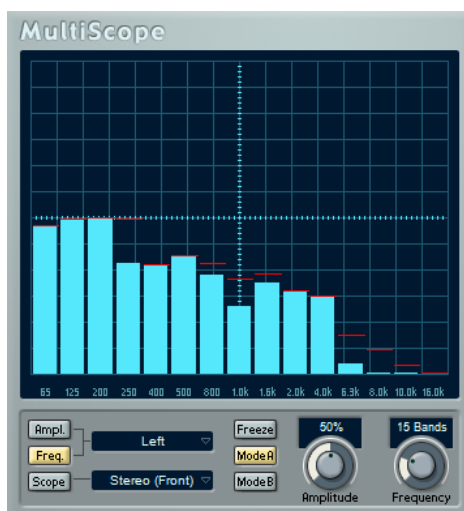 MultiScope
65 125 200 250 400 500 800 1.0k 1.6k 2.0k 4.0k 6.3k 8.0k 10.0k 16.0k
Ampl. Left Freeze 50% 15 Bands
Freq. Mode A
Scope Stereo (Front) Mode B
Amplitude Frequency